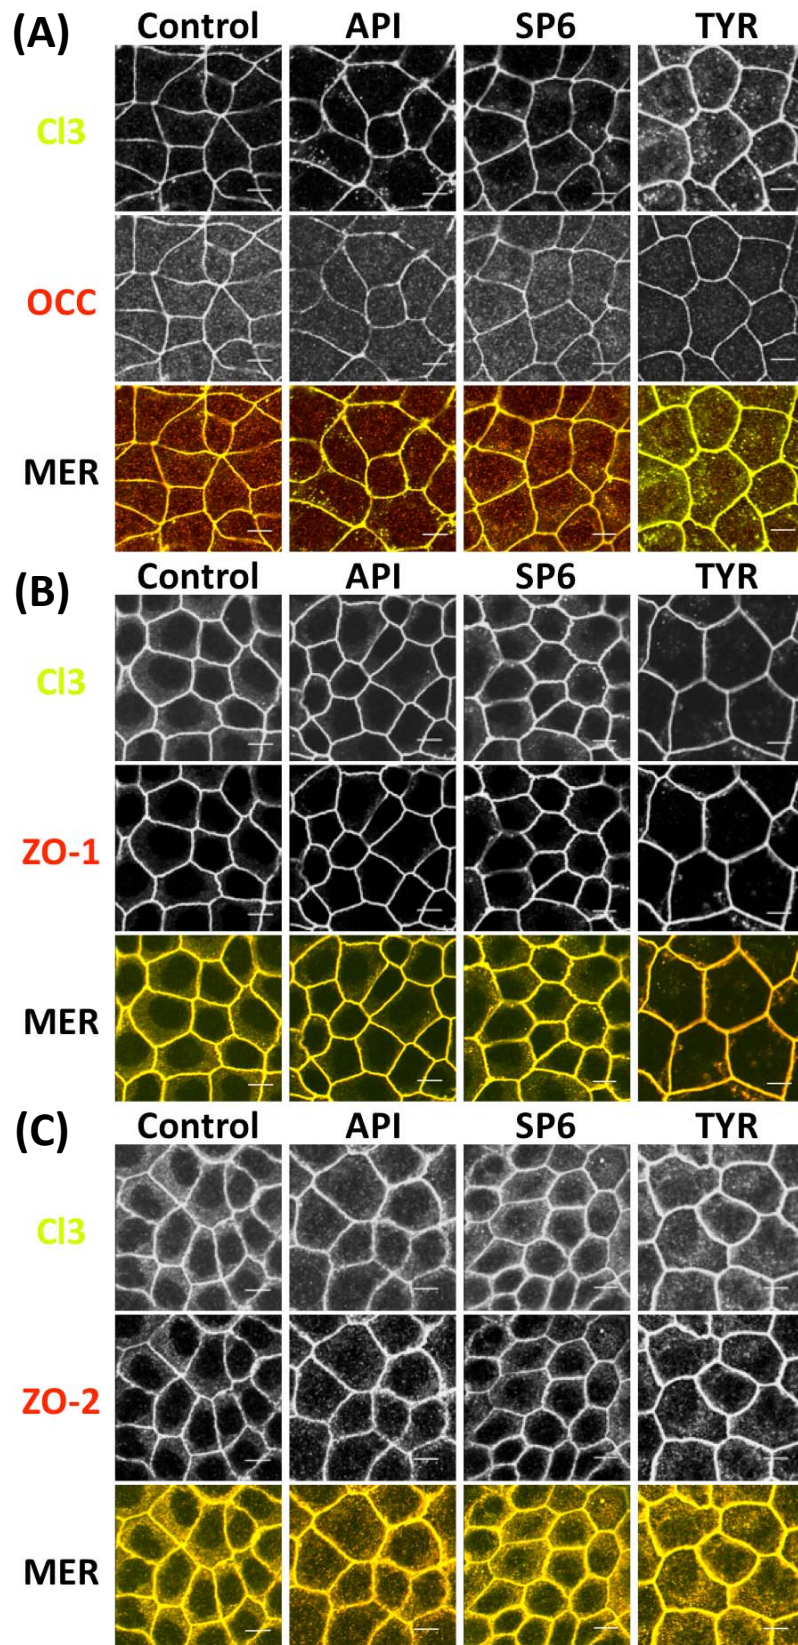 (A)
Control API SP6 TYR
Cl3
OCC
MER
(B)
Control API SP6 TYR
Cl3
ZO-1
MER
(C)
Control API SP6 TYR
Cl3
ZO-2
MER